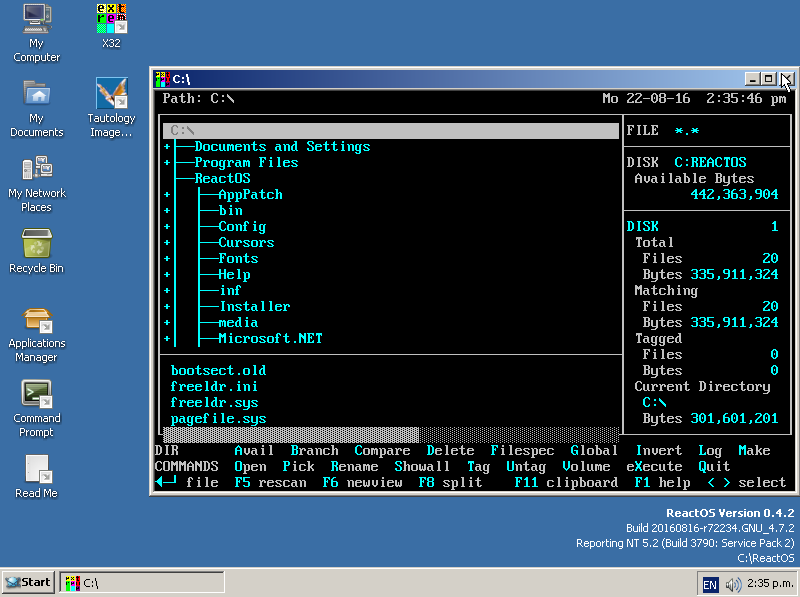 My
Computer
X32
My
Documents
Tautology
Image...
My Network
Places
Recycle Bin
Applications
Manager
Command
Prompt
Read Me
C:\
Path: C:\
Mo 22-08-16 2:35:46 pm
C:\
+ Documents and Settings
+ Program Files
ReactOS
+ AppPatch
+ bin
+ Config
+ Cursors
+ Fonts
+ Help
+ inf
+ Installer
+ media
+ Microsoft.NET
bootsect.old
freeldr.ini
freeldr.sys
pagefile.sys
FILE *.*
DISK C:REACTOS
Available Bytes
442,363,904
DISK 1
Total
Files 20
Bytes 335,911,324
Matching
Files 20
Bytes 335,911,324
Tagged
Files 0
Bytes 0
Current Directory
C:\
Bytes 301,601,201
DIR Avail Branch Compare Delete Filespec Global Invert Log Make
COMMANDS Open Pick Rename Showall Tag Untag Volume eXecute Quit
◄─┘ file F5 rescan F6 newview F8 split F11 clipboard F1 help < > select
ReactOS Version 0.4.2
Build 20160816-r72234.GNU_4.7.2
Reporting NT 5.2 (Build 3790: Service Pack 2)
C:\ReactOS
Start
C:\
EN
2:35 p.m.